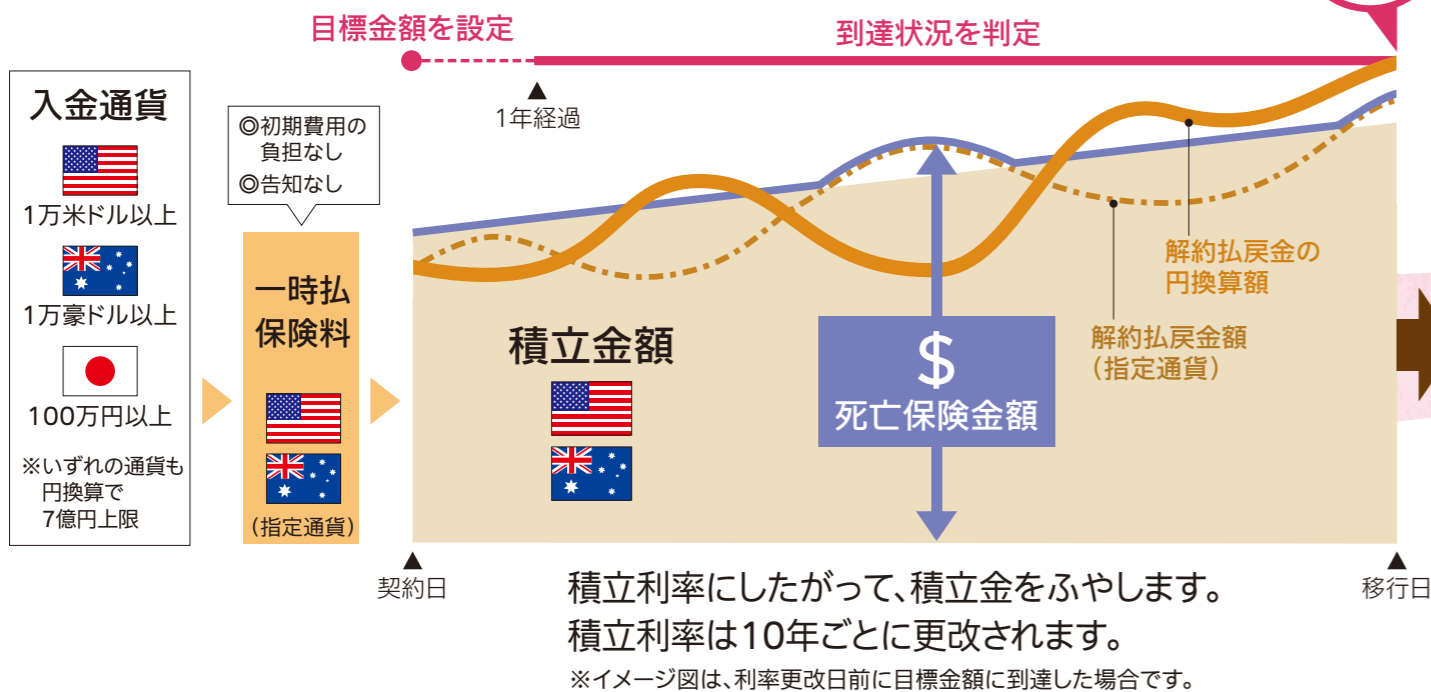 目標金額を設定
到達状況を判定
▲
1年経過
入金通貨
1万米ドル以上
1万豪ドル以上
100万円以上
※いずれの通貨も
円換算で
7億円上限
◎初期費用の
負担なし
◎告知なし
一時払
保険料
(指定通貨)
積立金額
$
死亡保険金額
解約払戻金の
円換算額
解約払戻金額
(指定通貨)
▲
契約日
▲
移行日
積立利率にしたがって、積立金をふやします。
積立利率は10年ごとに更改されます。
※イメージ図は、利率更改日前に目標金額に到達した場合です。